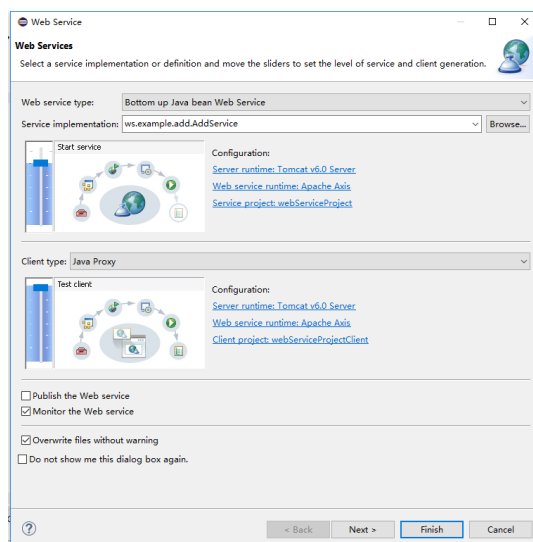 Web Service
Web Services
Select a service implementation or definition and move the sliders to set the level of service and client generation.
Web service type: Bottom up Java bean Web Service
Service implementation: ws.example.add.AddService Browse...
Start service
Configuration:
Server runtime: Tomcat v6.0 Server
Web service runtime: Apache Axis
Service project: webServiceProject
Client type: Java Proxy
Test client
Configuration:
Server runtime: Tomcat v6.0 Server
Web service runtime: Apache Axis
Client project: webServiceProjectClient
Publish the Web service
Monitor the Web service
Overwrite files without warning
Do not show me this dialog box again.
? < Back Next > Finish Cancel